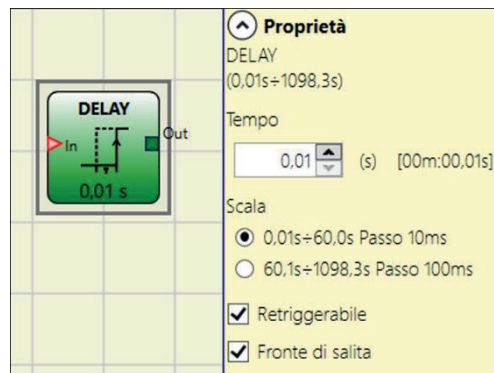 DELAY
In
Out
0,01 s
Proprietà
DELAY
(0,01s÷1098,3s)
Tempo
0,01 (s) [00m:00,01s]
Scala
0,01s÷60,0s Passo 10ms
60,1s÷1098,3s Passo 100ms
Retriggerabile
Fronte di salita